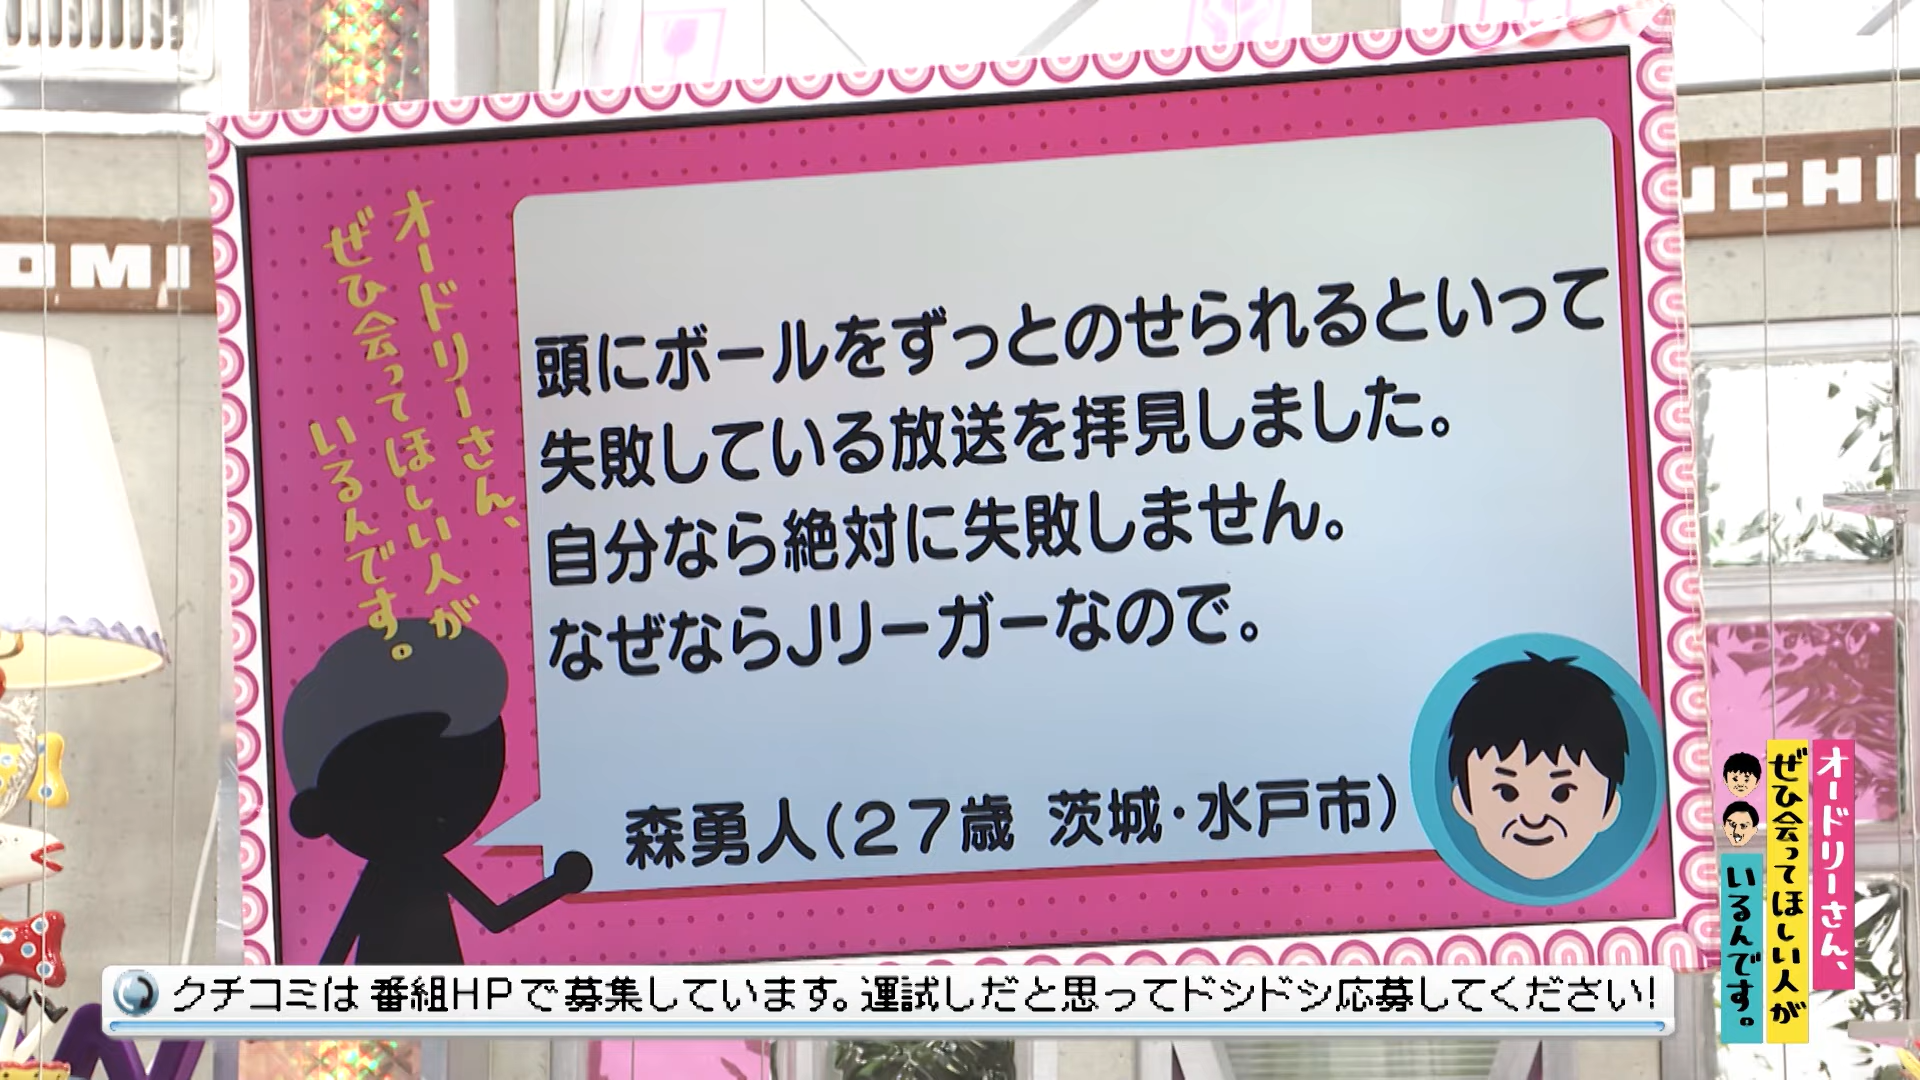 オードリーさん、
ぜひ会ってほしい人が
いるんです。
頭にボールをずっとのせられるといって
失敗している放送を拝見しました。
自分なら絶対に失敗しません。
なぜならJリーガーなので。
森勇人(27歳 茨城・水戸市)
オードリーさん、
ぜひ会ってほしい人が
いるんです。
クチコミは番組HPで募集しています。運試しだと思ってドシドシ応募してください!
OMI
UCHI